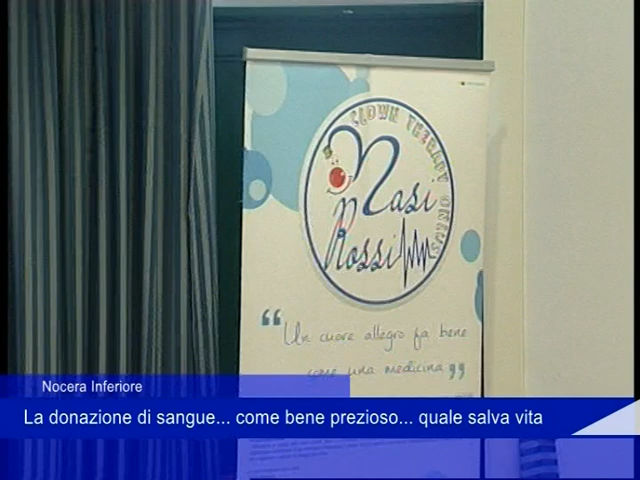 CLOWN THERAPY ONLUS
Nasi
Rossi
“Un cuore allegro fa bene
come una medicina”
Nocera Inferiore
La donazione di sangue... come bene prezioso... quale salva vita